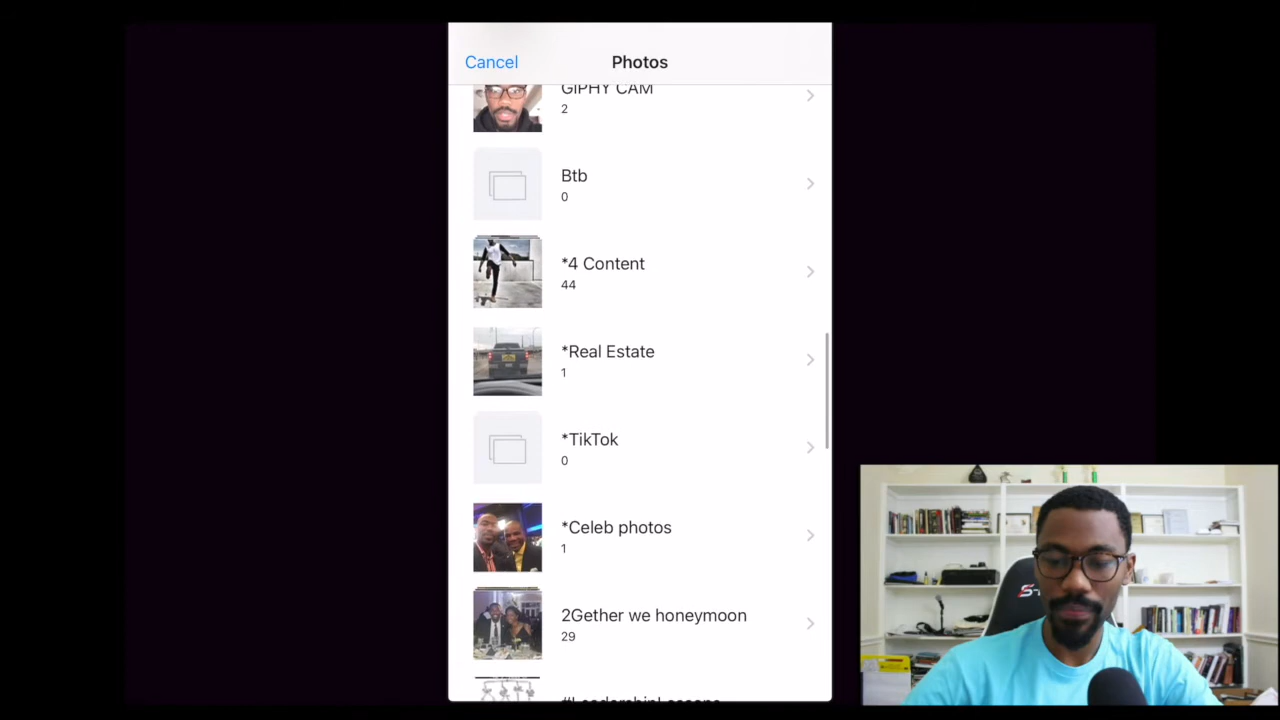 Cancel
Photos
GIPHY CAM
2
Btb
0
*4 Content
44
*Real Estate
1
*TikTok
0
*Celeb photos
1
2Gether we honeymoon
29
#LeadershipLessons